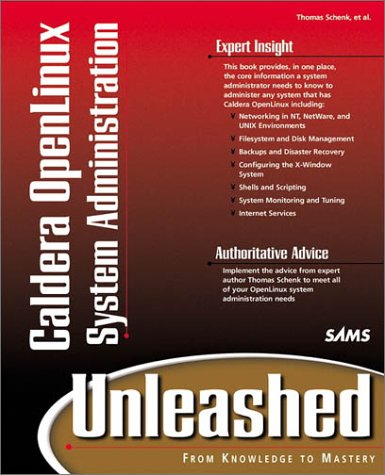 Thomas Schenk, et al.
Caldera OpenLinux
System Administration
Expert Insight
This book provides, in one place,
the core information a system
administrator needs to know to
administer any system that has
Caldera OpenLinux including:
¥ Networking in NT, NetWare, and
UNIX Environments
¥ Filesystem and Disk Management
¥ Backups and Disaster Recovery
¥ Configuring the X-Window
System
¥ Shells and Scripting
¥ System Monitoring and Tuning
¥ Internet Services
Authoritative Advice
Implement the advice from expert
author Thomas Schenk to meet all
of your OpenLinux system
administration needs
SAMS
Unleashed
FROM KNOWLEDGE TO MASTERY